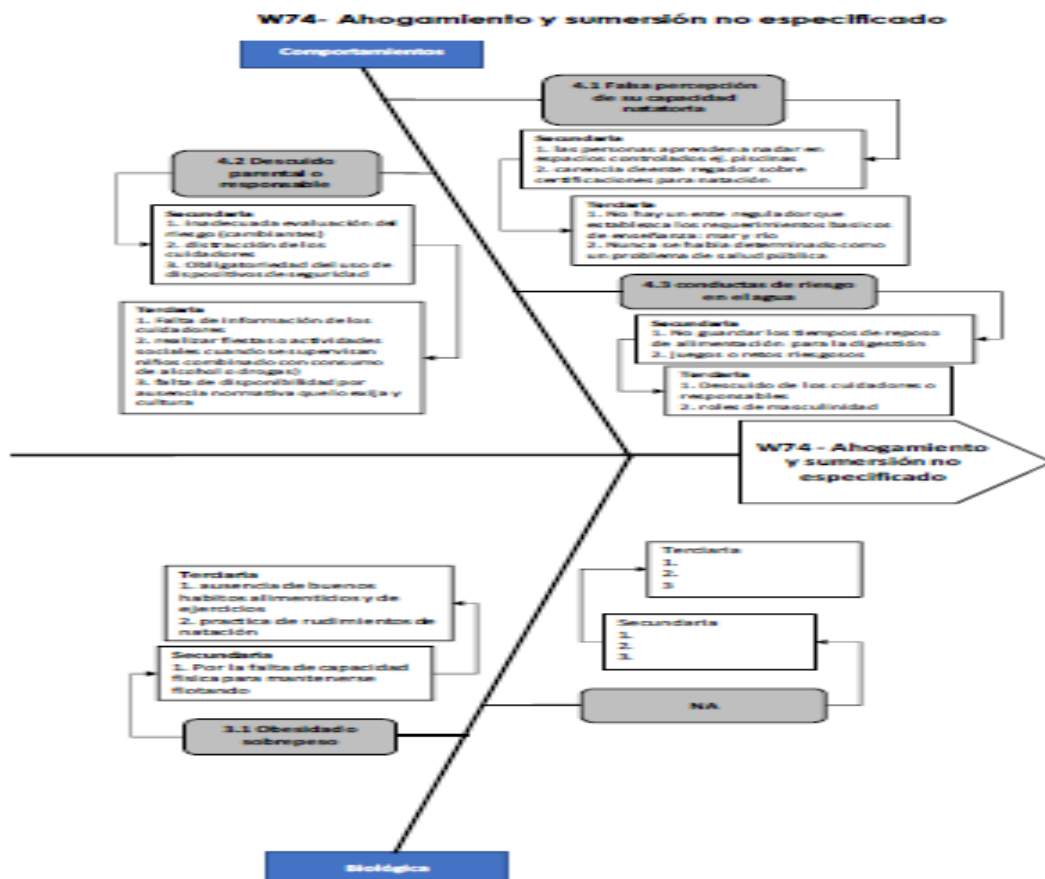 W74- Ahogamiento y sumersión no especificado
Comportamientos
4.1 Falsa percepción
de su capacidad
natatoria
Secundaria
1. las personas aprenden a nadar en
espacios controlados ej. piscinas
2. carencia de ente regador sobre
certificaciones para natación
Terciaria
1. No hay un ente regulador que
establezca los requerimientos básicos
de enseñanza: mar y río
2. Nunca se había determinado como
un problema de salud pública
4.2 Descuido
parental o
responsable
Secundaria
1. Inadecuada evaluación del
riesgo (cambiantes)
2. distracción de los
cuidadores
3. Obligatoriedad del uso de
dispositivos de seguridad
Terciaria
1. Falta de información de los
cuidadores
2. realizar fiestas o actividades
sociales cuando se supervisan
niños combinado con consumo
de alcohol o drogas)
3. falta de disponibilidad por
ausencia normativa que lo exija y
cultura
4.3 conductas de riesgo
en el agua
Secundaria
1. No guardar los tiempos de reposo
de alimentación para la digestión
2. juegos o retos riesgosos
Terciaria
1. Descuido de los cuidadores o
responsables
2. roles de masculinidad
W74 - Ahogamiento
y sumersión no
especificado
Terciaria
1. ausencia de buenos
habitos alimenticios y de
ejercicios
2. practica de rudimentos de
natación
Secundaria
1. Por la falta de capacidad
física para mantenerse
flotando
3.1 Obesidad o
sobrepeso
Terciaria
1.
2.
3
Secundaria
1.
2.
3.
NA
Biológica